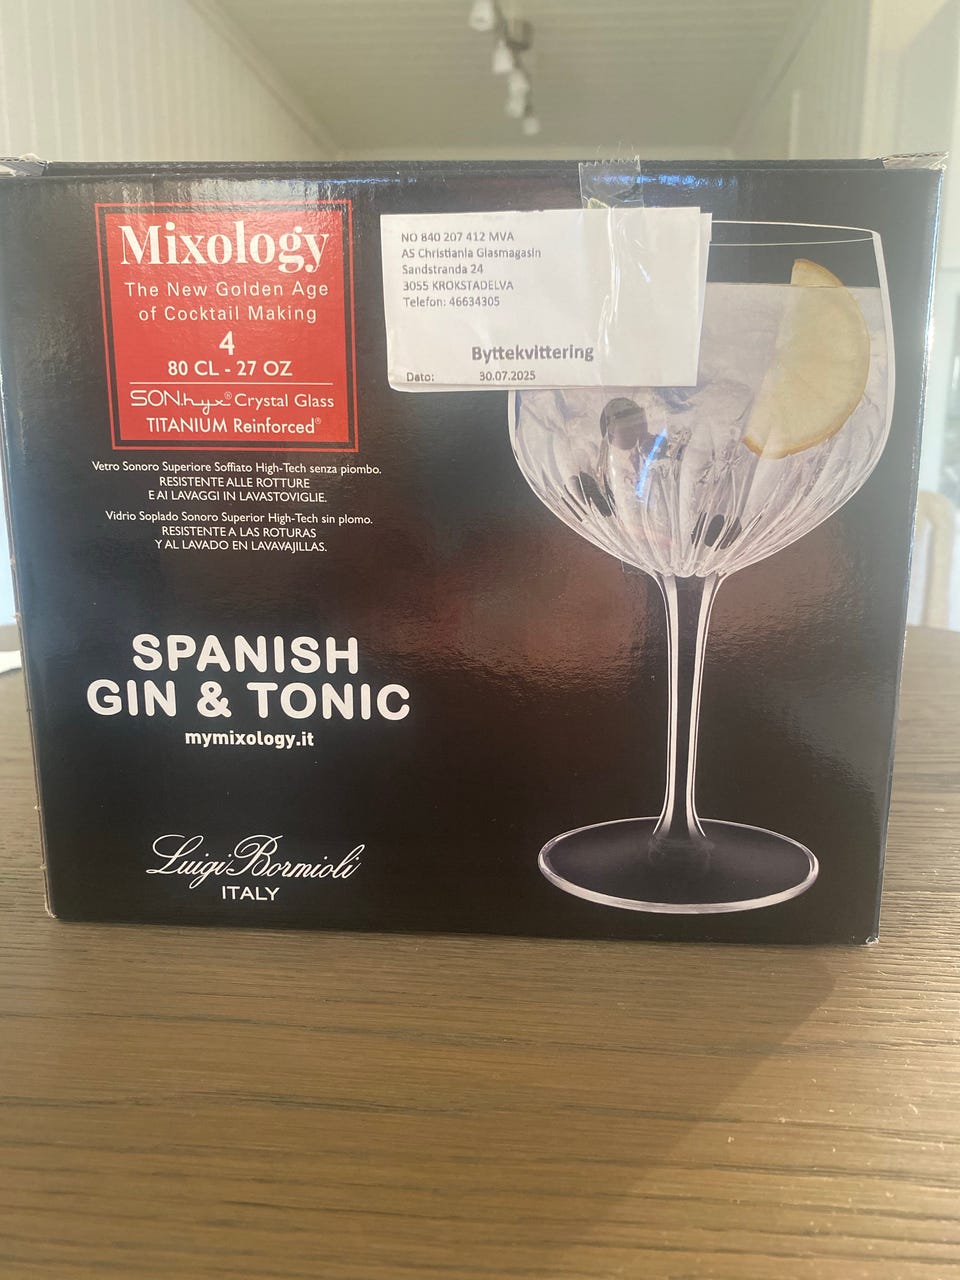 Mixology
The New Golden Age
of Cocktail Making
4
80 CL - 27 OZ
SON.hyx® Crystal Glass
TITANIUM Reinforced®
Vetro Sonoro Superiore Soffiato High-Tech senza piombo.
RESISTENTE ALLE ROTTURE
E AI LAVAGGI IN LAVASTOVIGLIE.
Vidrio Soplado Sonoro Superior High-Tech sin plomo.
RESISTENTE A LAS ROTURAS
Y AL LAVADO EN LAVAVAJILLAS.
SPANISH
GIN & TONIC
mymixology.it
Luigi Bormioli
ITALY
NO 840 207 412 MVA
AS Christiania Glasmagasin
Sandstranda 24
3055 KROKSTADELVA
Telefon: 46634305
Byttekvittering
Dato: 30.07.2025